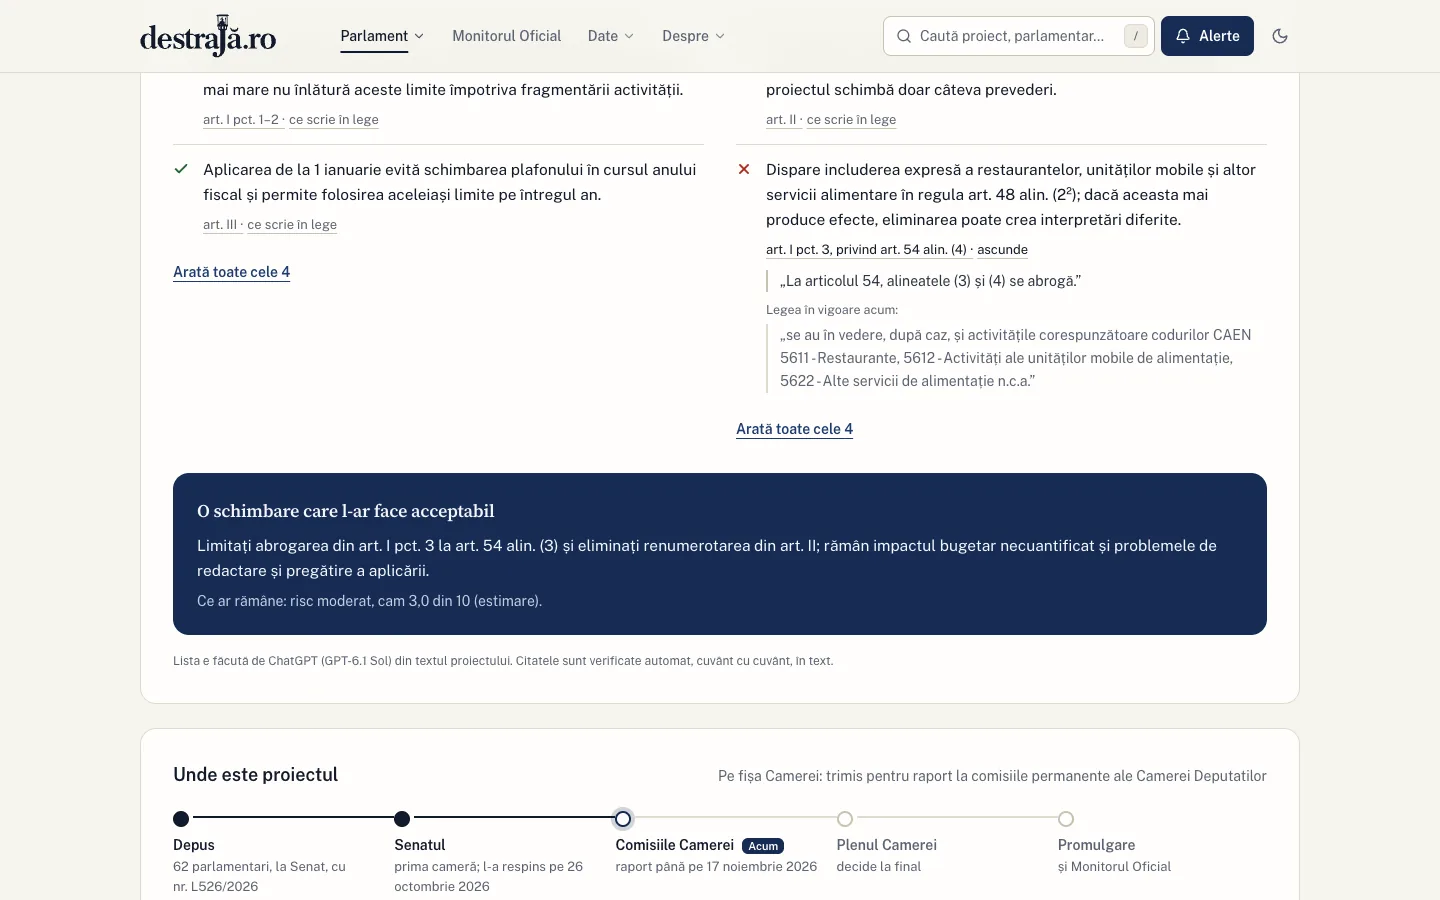 destrajă.ro
Parlament
Monitorul Oficial
Date
Despre
Caută proiect, parlamentar...
/
Alerte
mai mare nu înlătură aceste limite împotriva fragmentării activității.
art. I pct. 1–2 · ce scrie în lege
Aplicarea de la 1 ianuarie evită schimbarea plafonului în cursul anului
fiscal și permite folosirea aceleiași limite pe întregul an.
art. III · ce scrie în lege
Arată toate cele 4
proiectul schimbă doar câteva prevederi.
art. II · ce scrie în lege
Dispare includerea expresă a restaurantelor, unităților mobile și altor
servicii alimentare în regula art. 48 alin. (2²); dacă aceasta mai
produce efecte, eliminarea poate crea interpretări diferite.
art. I pct. 3, privind art. 54 alin. (4) · ascunde
„La articolul 54, alineatele (3) și (4) se abrogă.”
Legea în vigoare acum:
„se au în vedere, după caz, și activitățile corespunzătoare codurilor CAEN
5611 - Restaurante, 5612 - Activități ale unităților mobile de alimentație,
5622 - Alte servicii de alimentație n.c.a.”
Arată toate cele 4
O schimbare care l-ar face acceptabil
Limitați abrogarea din art. I pct. 3 la art. 54 alin. (3) și eliminați renumerotarea din art. II; rămân impactul bugetar necuantificat și problemele de
redactare și pregătire a aplicării.
Ce ar rămâne: risc moderat, cam 3,0 din 10 (estimare).
Lista e făcută de ChatGPT (GPT-6.1 Sol) din textul proiectului. Citatele sunt verificate automat, cuvânt cu cuvânt, în text.
Unde este proiectul
Pe fișa Camerei: trimis pentru raport la comisiile permanente ale Camerei Deputatilor
Depus
62 parlamentari, la Senat, cu
nr. L526/2026
Senatul
prima cameră; l-a respins pe 26
octombrie 2026
Comisiile Camerei Acum
raport până pe 17 noiembrie 2026
Plenul Camerei
decide la final
Promulgare
și Monitorul Oficial